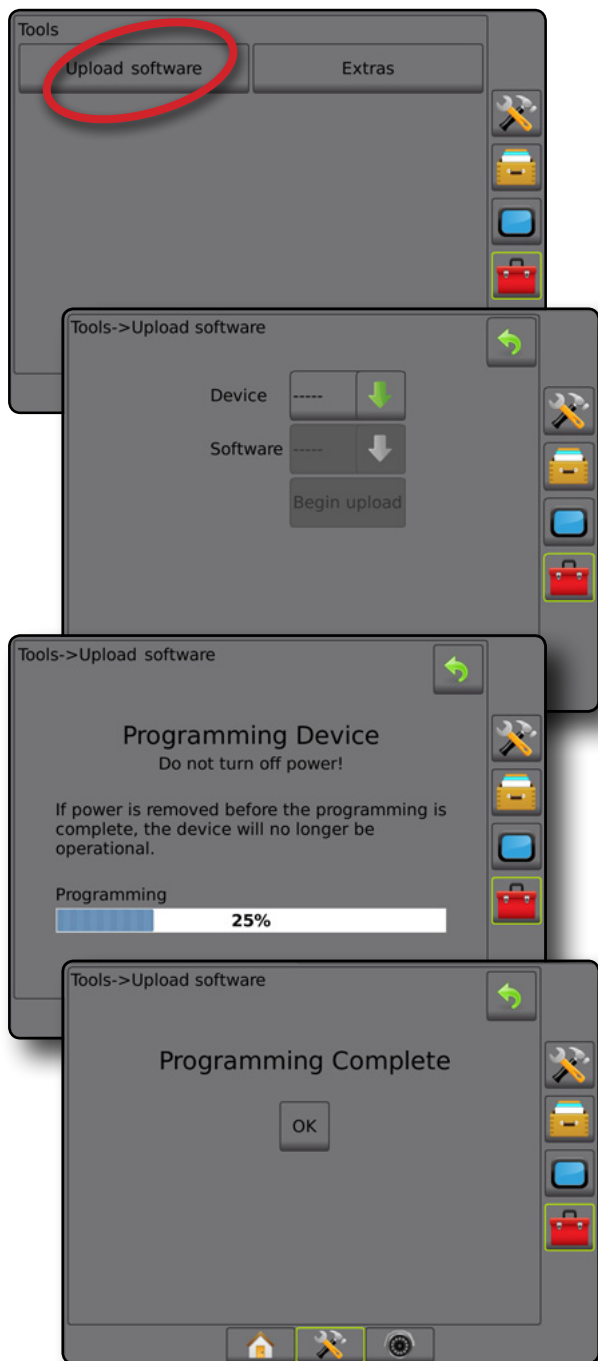 Tools
Upload software
Extras
Tools->Upload software
Device
-----
Software
-----
Begin upload
Tools->Upload software
Programming Device
Do not turn off power!
If power is removed before the programming is
complete, the device will no longer be
operational.
Programming
25%
Tools->Upload software
Programming Complete
OK